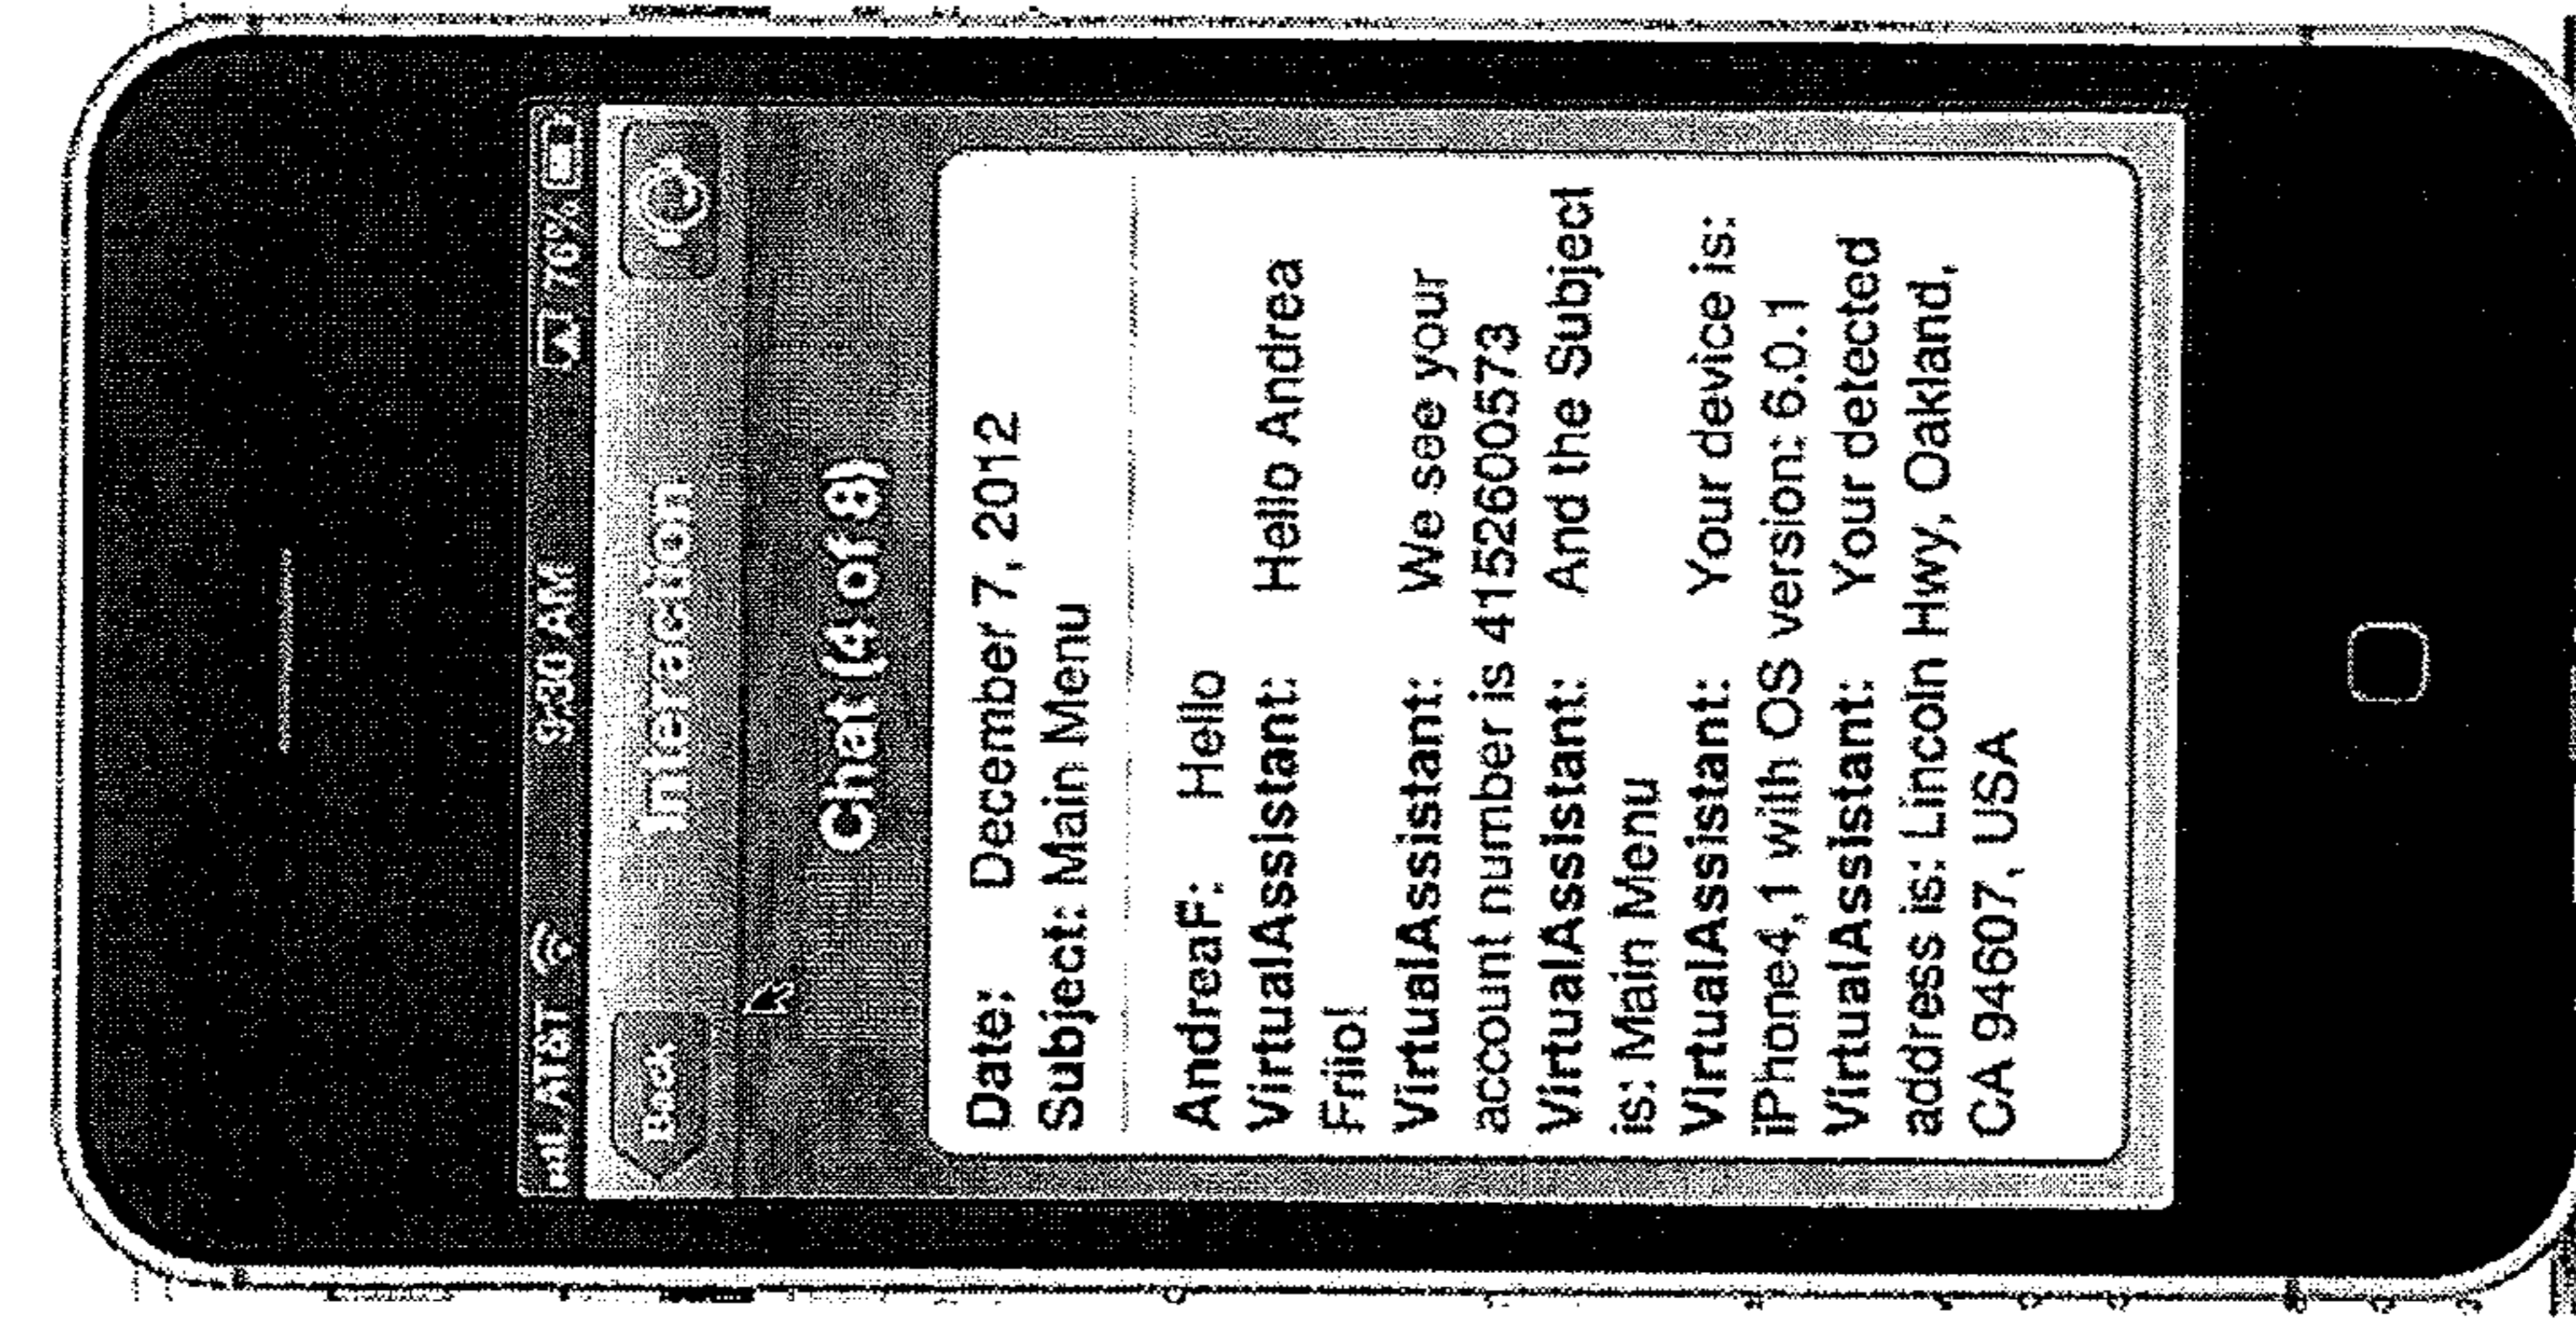 AT&T 9:30 AM 76%
Back Interaction
Chat (4 of 8)
Date: December 7, 2012
Subject: Main Menu
AndreaF: Hello
VirtualAssistant: Hello Andrea
Friio!
VirtualAssistant: We see your
account number is 4152600573
VirtualAssistant: And the Subject
is: Main Menu
VirtualAssistant: Your device is:
iPhone4,1 with OS version: 6.0.1
VirtualAssistant: Your detected
address is: Lincoln Hwy, Oakland,
CA 94607, USA